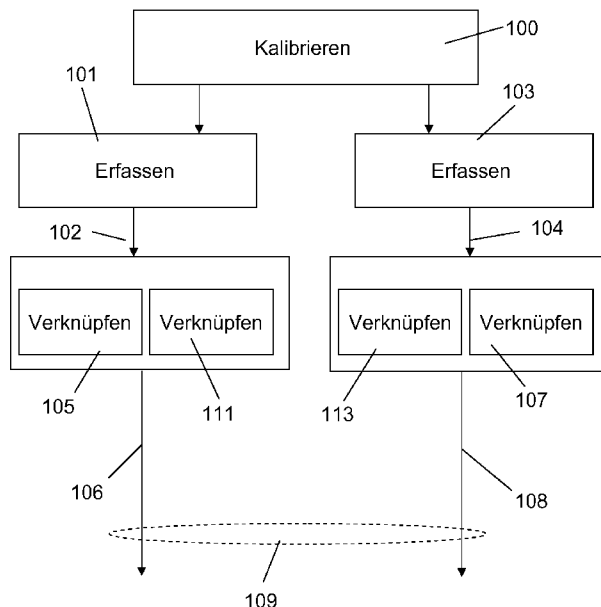 100
Kalibrieren
101
103
Erfassen
Erfassen
102
104
Verknüpfen
Verknüpfen
Verknüpfen
Verknüpfen
105
111
113
107
106
108
109